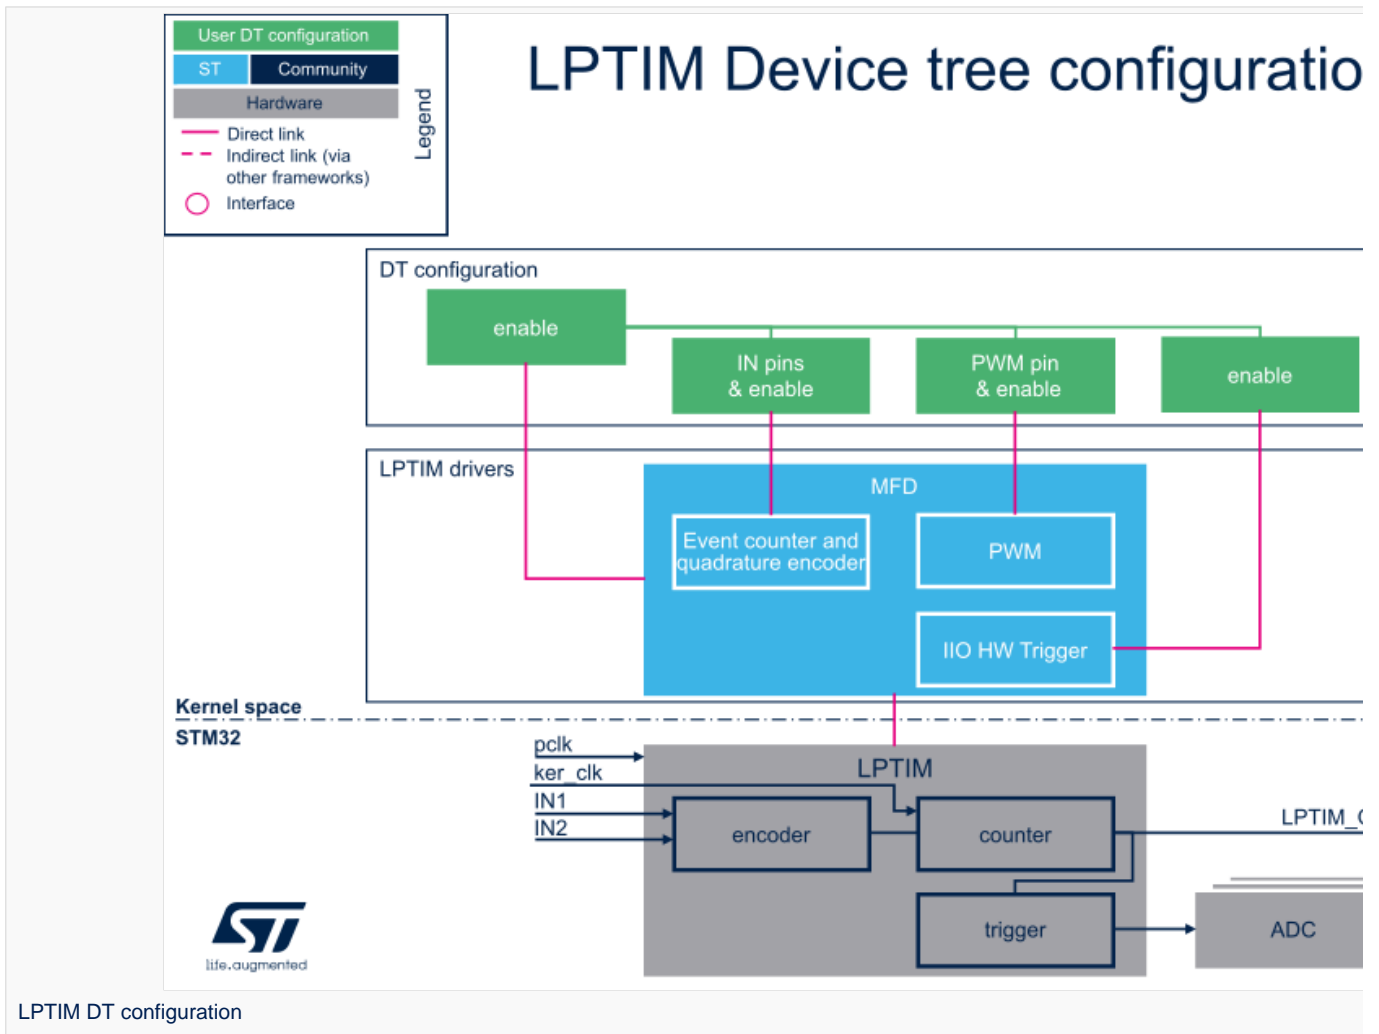 User DT configuration
ST
Community
Hardware
Direct link
Indirect link (via
other frameworks)
Interface
Legend
LPTIM Device tree configuratio
DT configuration
enable
IN pins
& enable
PWM pin
& enable
enable
LPTIM drivers
MFD
Event counter and
quadrature encoder
PWM
IIO HW Trigger
Kernel space
STM32
pclk
ker_clk
IN1
IN2
LPTIM
encoder
counter
LPTIM_
trigger
ADC
ST
life.augmented
LPTIM DT configuration